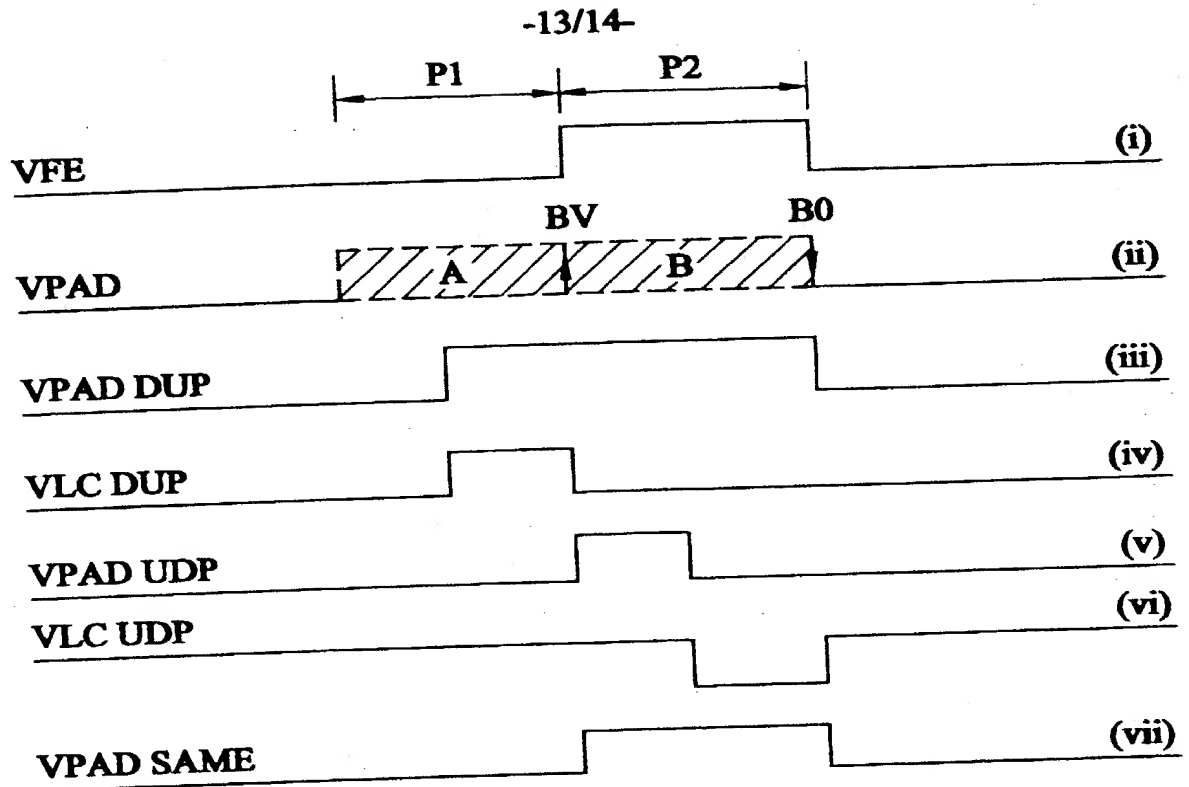 -13/14-
P1 P2
VFE (i)
BV B0
VPAD A B (ii)
VPAD DUP (iii)
VLC DUP (iv)
VPAD UDP (v)
VLC UDP (vi)
VPAD SAME (vii)